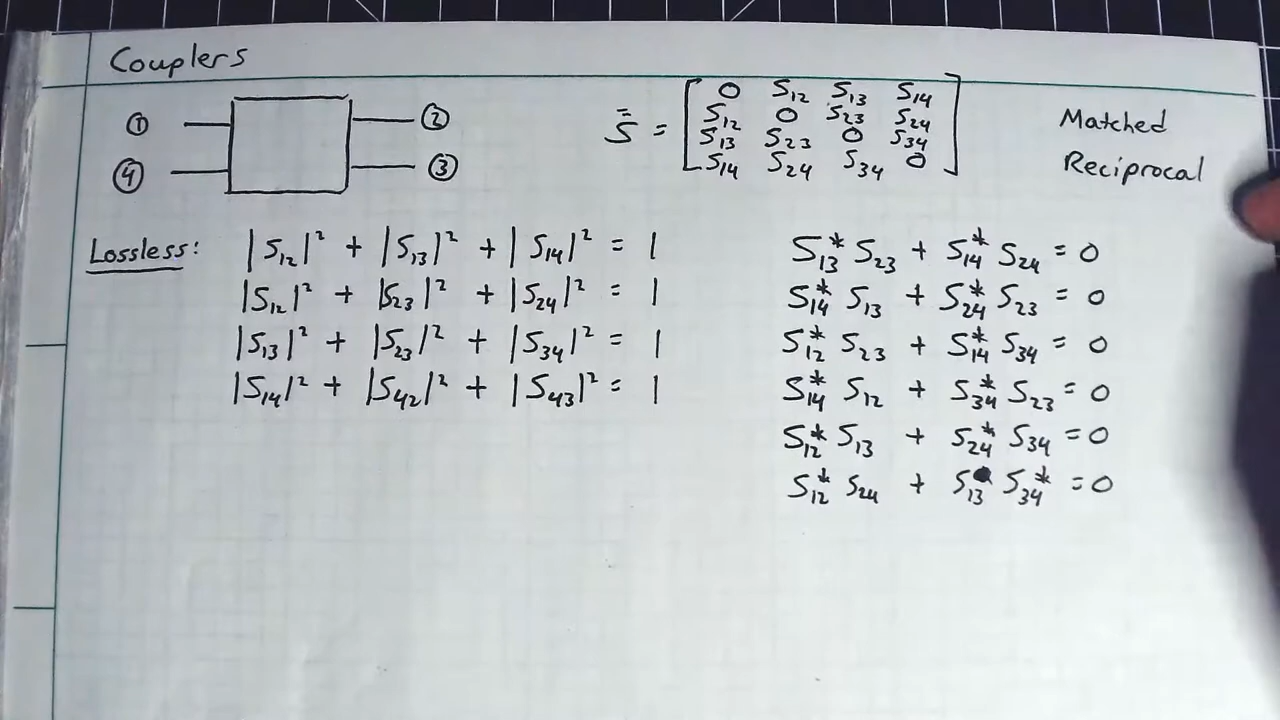 Couplers
① ②
④ ③
S̿ = [ 0 S₁₂ S₁₃ S₁₄
S₁₂ 0 S₂₃ S₂₄
S₁₃ S₂₃ 0 S₃₄
S₁₄ S₂₄ S₃₄ 0 ]
Matched
Reciprocal
Lossless: |S₁₂|² + |S₁₃|² + |S₁₄|² = 1
|S₁₂|² + |S₂₃|² + |S₂₄|² = 1
|S₁₃|² + |S₂₃|² + |S₃₄|² = 1
|S₁₄|² + |S₄₂|² + |S₄₃|² = 1
S₁₃* S₂₃ + S₁₄* S₂₄ = 0
S₁₄* S₁₃ + S₂₄* S₂₃ = 0
S₁₂* S₂₃ + S₁₄* S₃₄ = 0
S₁₄* S₁₂ + S₃₄* S₂₃ = 0
S₁₂* S₁₃ + S₂₄* S₃₄ = 0
S₁₂* S₂₄ + S₁₃ S₃₄* = 0